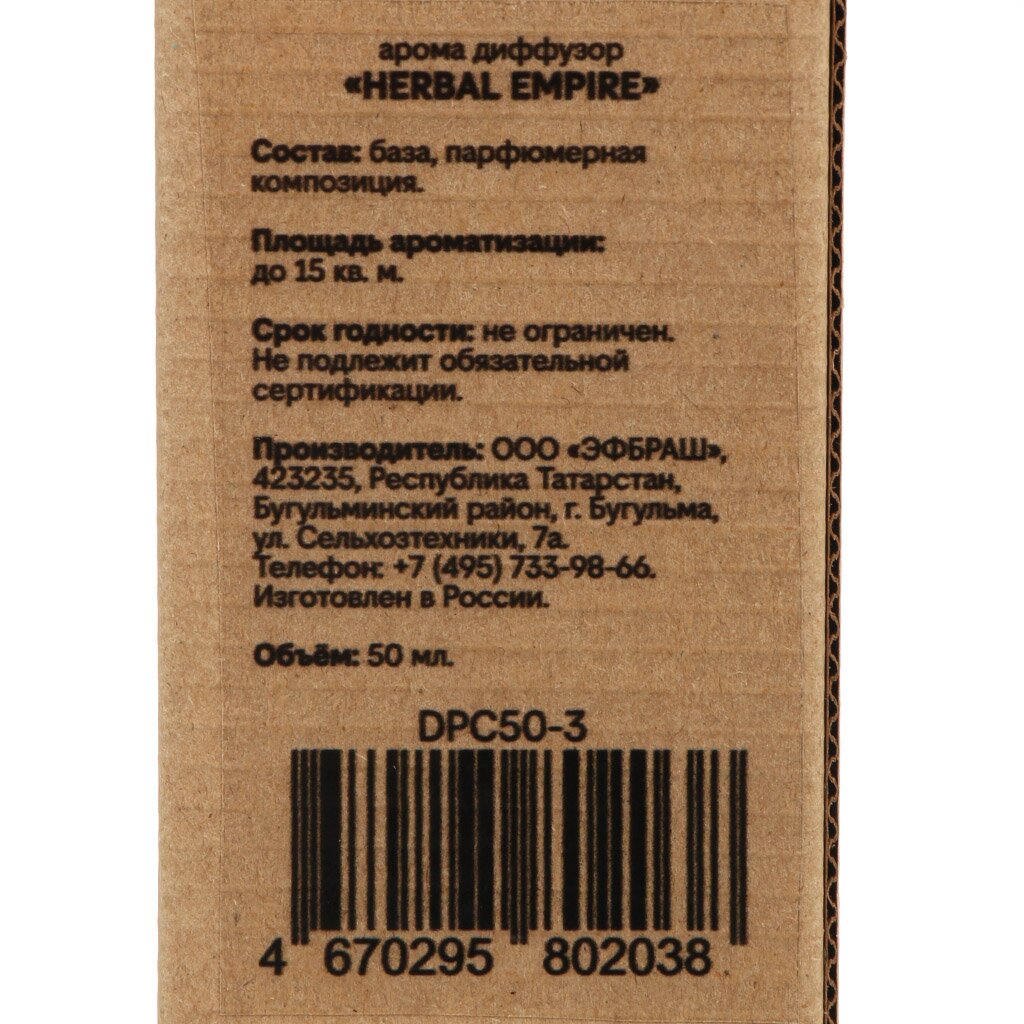 арома диффузор
«HERBAL EMPIRE»
Состав: база, парфюмерная
композиция.
Площадь ароматизации:
до 15 кв. м.
Срок годности: не ограничен.
Не подлежит обязательной
сертификации.
Производитель: ООО «ЭФБРАШ»,
423235, Республика Татарстан,
Бугульминский район, г. Бугульма,
ул. Сельхозтехники, 7а.
Телефон: +7 (495) 733-98-66.
Изготовлен в России.
Объём: 50 мл.
DPC50-3
4 670295 802038